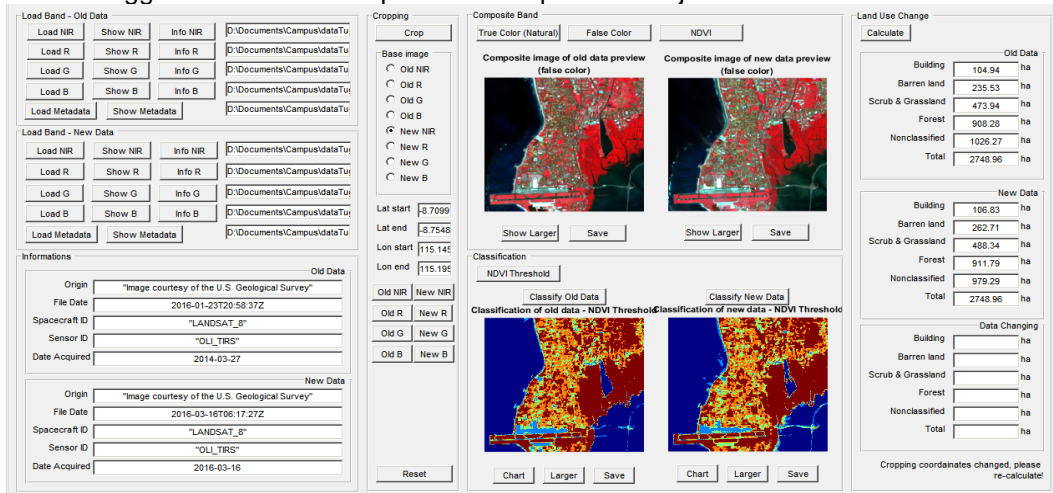 Load Band - Old Data
Load NIR Show NIR Info NIR D:\Documents\Campus\dataTu
Load R Show R Info R D:\Documents\Campus\dataTu
Load G Show G Info G D:\Documents\Campus\dataTu
Load B Show B Info B D:\Documents\Campus\dataTu
Load Metadata Show Metadata D:\Documents\Campus\dataTu
Load Band - New Data
Load NIR Show NIR Info NIR D:\Documents\Campus\dataTu
Load R Show R Info R D:\Documents\Campus\dataTu
Load G Show G Info G D:\Documents\Campus\dataTu
Load B Show B Info B D:\Documents\Campus\dataTu
Load Metadata Show Metadata D:\Documents\Campus\dataTu
Informations
Old Data
Origin "Image courtesy of the U.S. Geological Survey"
File Date 2016-01-23T20:58:37Z
Spacecraft ID "LANDSAT_8"
Sensor ID "OLI_TIRS"
Date Acquired 2014-03-27
New Data
Origin "Image courtesy of the U.S. Geological Survey"
File Date 2016-03-16T06:17:27Z
Spacecraft ID "LANDSAT_8"
Sensor ID "OLI_TIRS"
Date Acquired 2016-03-16
Cropping
Crop
Base image
Old NIR
Old R
Old G
Old B
New NIR
New R
New G
New B
Lat start -8.7099
Lat end -8.7548
Lon start 115.145
Lon end 115.195
Old NIR New NIR
Old R New R
Old G New G
Old B New B
Reset
Composite Band
True Color (Natural) False Color NDVI
Composite image of old data preview
(false color)
Composite image of new data preview
(false color)
Show Larger Save Show Larger Save
Classification
NDVI Threshold
Classify Old Data Classify New Data
Classification of old data - NDVI Threshold
Classification of new data - NDVI Threshold
Chart Larger Save Chart Larger Save
Land Use Change
Calculate
Old Data
Building 104.94 ha
Barren land 235.53 ha
Scrub & Grassland 473.94 ha
Forest 908.28 ha
Nonclassified 1026.27 ha
Total 2748.96 ha
New Data
Building 106.83 ha
Barren land 262.71 ha
Scrub & Grassland 488.34 ha
Forest 911.79 ha
Nonclassified 979.29 ha
Total 2748.96 ha
Data Changing
Building ha
Barren land ha
Scrub & Grassland ha
Forest ha
Nonclassified ha
Total ha
Cropping coordainates changed, please
re-calculate!